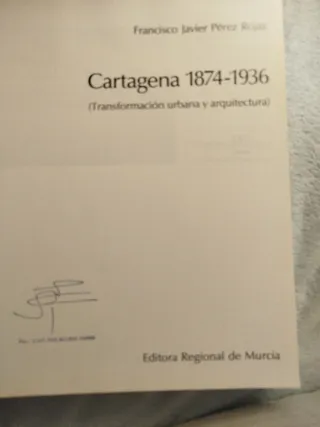 Francisco Javier Pérez Rojas
Cartagena 1874-1936
(Transformación urbana y arquitectura)
Editora Regional de Murcia